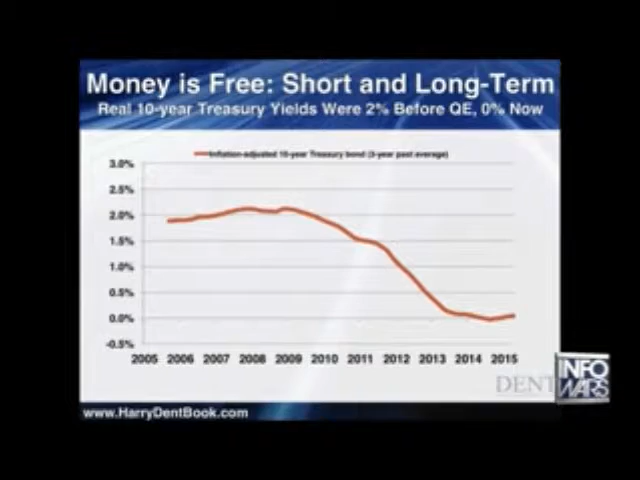 Money is Free: Short and Long-Term
Real 10-year Treasury Yields Were 2% Before QE, 0% Now
Inflation-adjusted 10-year Treasury bond (3-year past average)
3.0%
2.5%
2.0%
1.5%
1.0%
0.5%
0.0%
-0.5%
2005 2006 2007 2008 2009 2010 2011 2012 2013 2014 2015
DENT
INFO
WARS
www.HarryDentBook.com